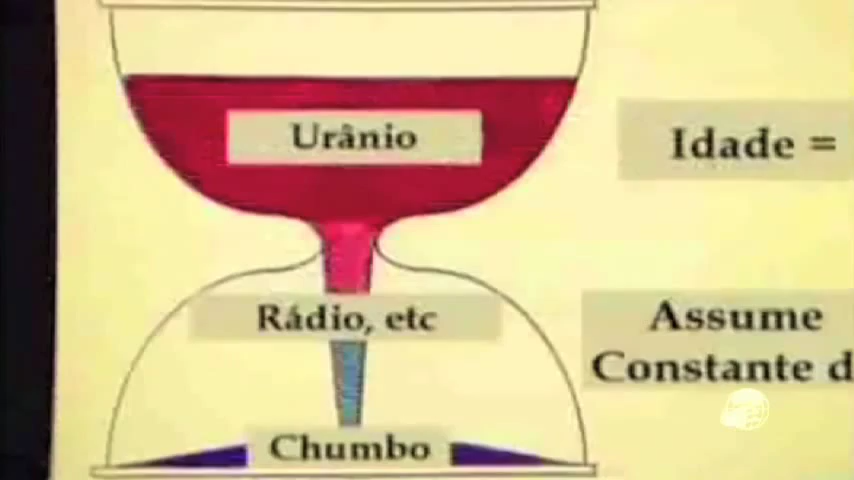 Urânio
Idade =
Rádio, etc
Assume
Constante d
Chumbo